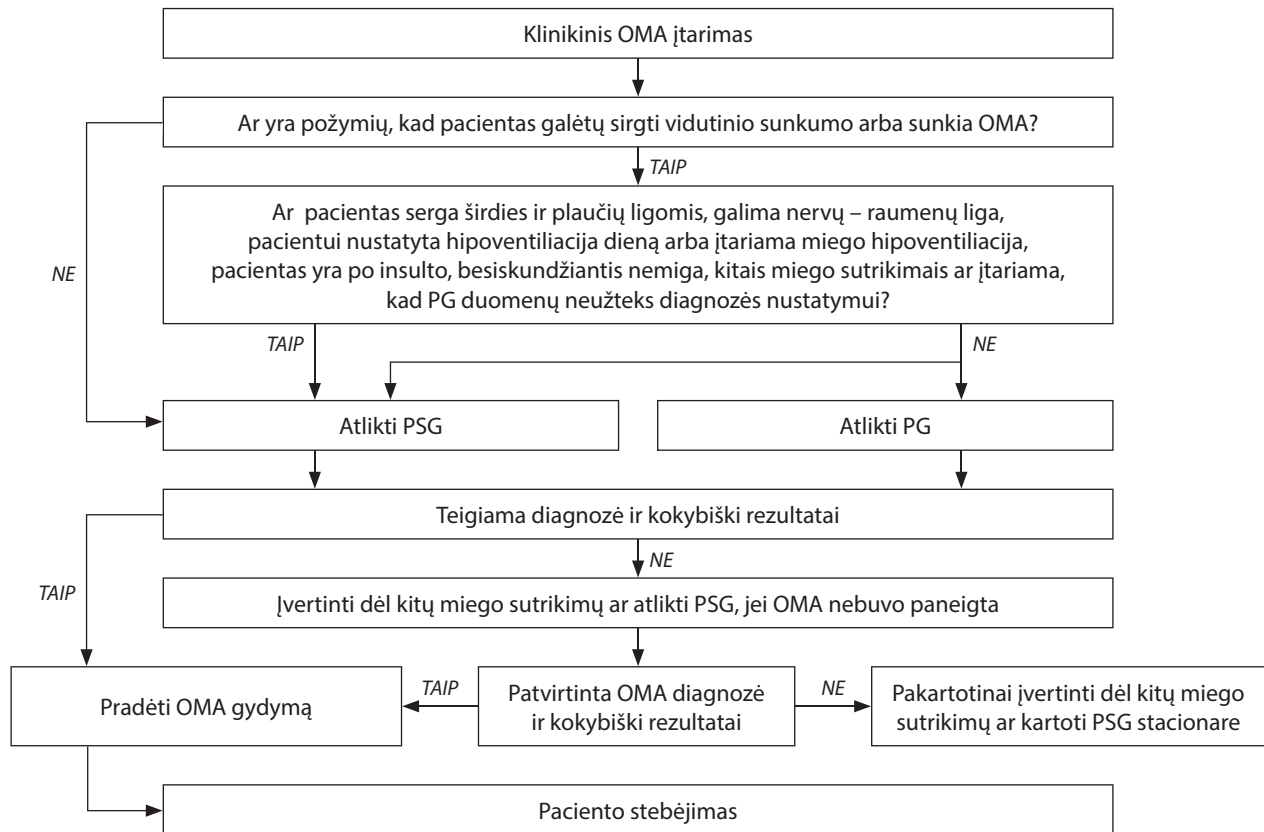 Klinikinis OMA įtarimas
Ar yra požymių, kad pacientas galėtų sirgti vidutinio sunkumo arba sunkia OMA?
TAIP
Ar pacientas serga širdies ir plaučių ligomis, galima nervų – raumenų liga,
pacientui nustatyta hipoventiliacija dieną arba įtariama miego hipoventiliacija,
pacientas yra po insulto, besiskundžiantis nemiga, kitais miego sutrikimais ar įtariama,
kad PG duomenų neužteks diagnozės nustatymui?
NE
TAIP
NE
Atlikti PSG
Atlikti PG
Teigiama diagnozė ir kokybiški rezultatai
NE
TAIP
Įvertinti dėl kitų miego sutrikimų ar atlikti PSG, jei OMA nebuvo paneigta
Pradėti OMA gydymą
TAIP
Patvirtinta OMA diagnozė
ir kokybiški rezultatai
NE
Pakartotinai įvertinti dėl kitų miego
sutrikimų ar kartoti PSG stacionare
Paciento stebėjimas